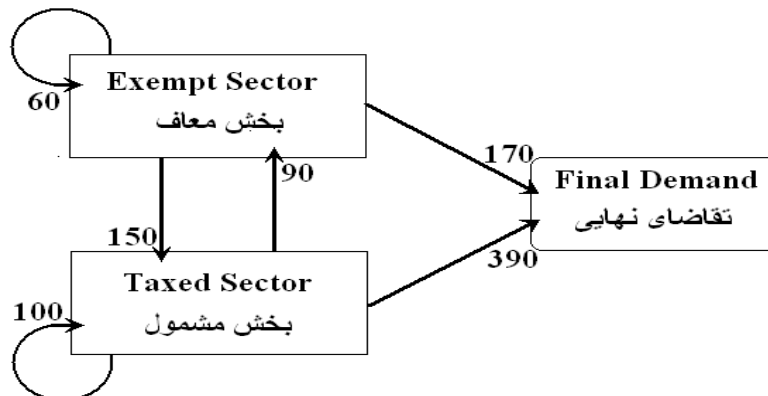 Exempt Sector
بخش معاف
60
170
90
Final Demand
تقاضای نهایی
150
390
Taxed Sector
100
بخش مشمول